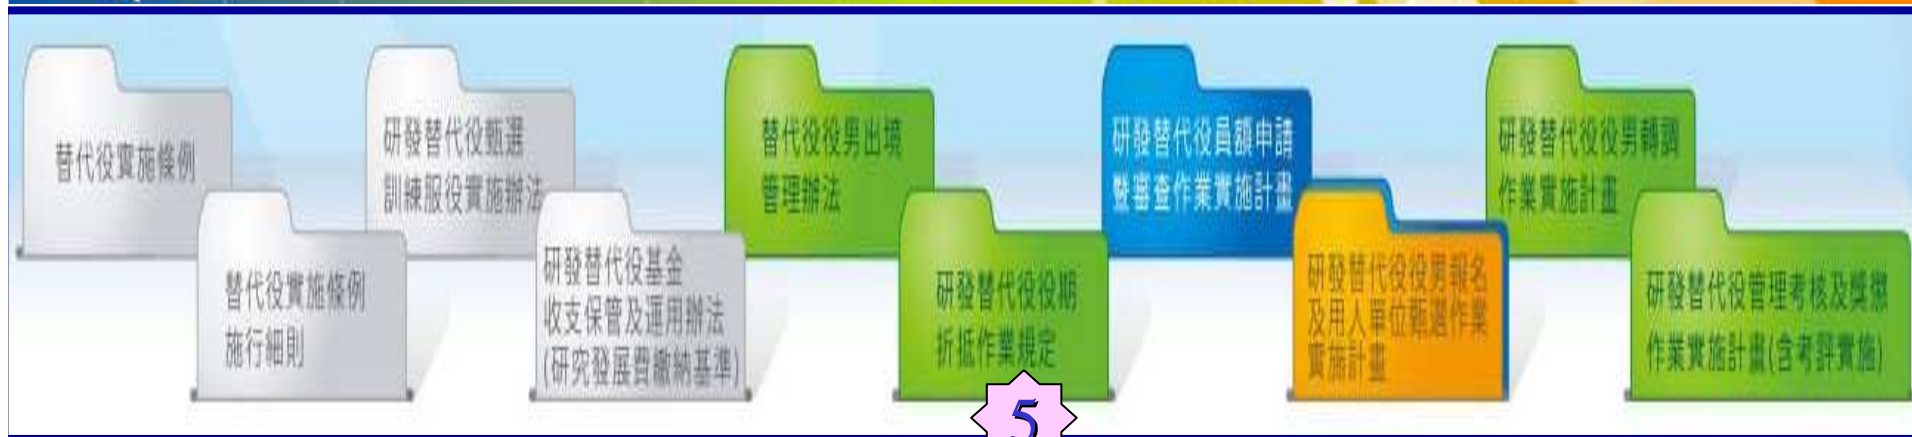 替代役實施條例
替代役實施條例
施行細則
研發替代役甄選
訓練服役實施辦法
研發替代役基金
收支保管及運用辦法
(研究發展費繳納基準)
替代役役男出境
管理辦法
研發替代役役期
折抵作業規定
研發替代役員額申請
暨審查作業實施計畫
研發替代役役男報名
及用人單位甄選作業
實施計畫
研發替代役役男轉調
作業實施計畫
研發替代役管理考核及獎懲
作業實施計畫(含考評實施)
5